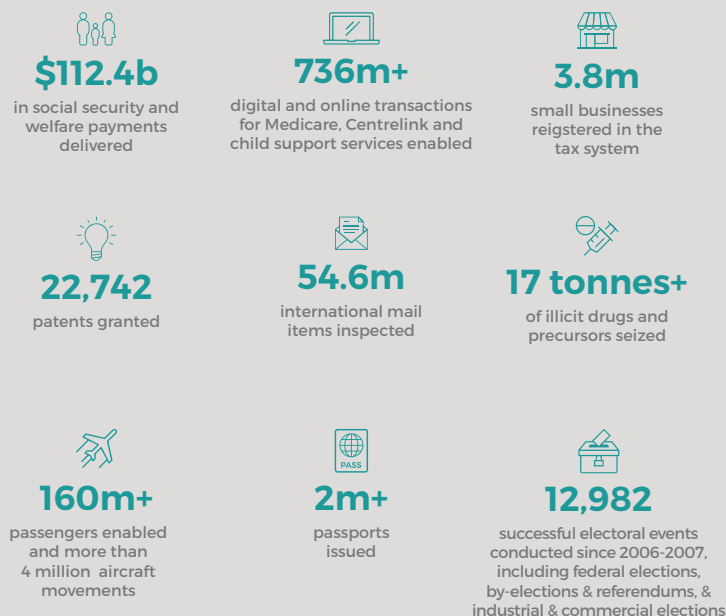 $112.4b
in social security and
welfare payments
delivered
736m+
digital and online transactions
for Medicare, Centrelink and
child support services enabled
3.8m
small businesses
reigstered in the
tax system
22,742
patents granted
54.6m
international mail
items inspected
17 tonnes+
of illicit drugs and
precursors seized
160m+
passengers enabled
and more than
4 million aircraft
movements
PASS
2m+
passports
issued
12,982
successful electoral events
conducted since 2006-2007,
including federal elections,
by-elections & referendums, &
industrial & commercial elections